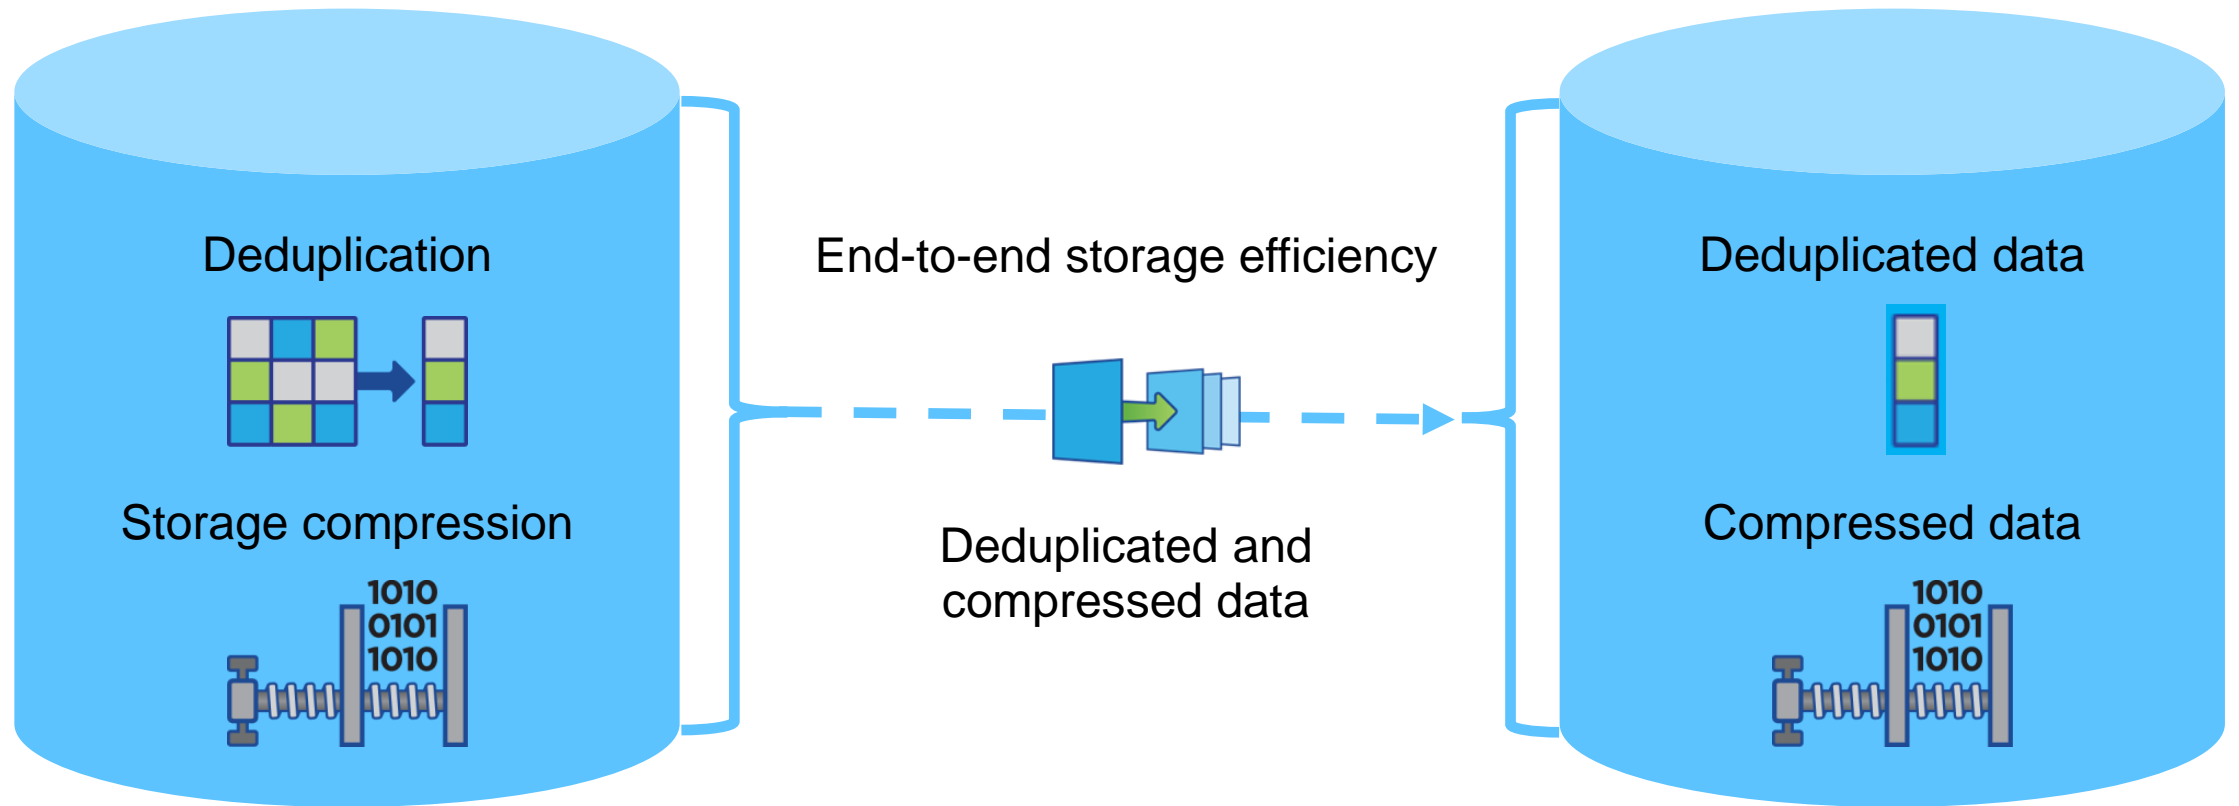 Deduplication
Storage compression
1010
0101
1010
End-to-end storage efficiency
Deduplicated and
compressed data
Deduplicated data
Compressed data
1010
0101
1010